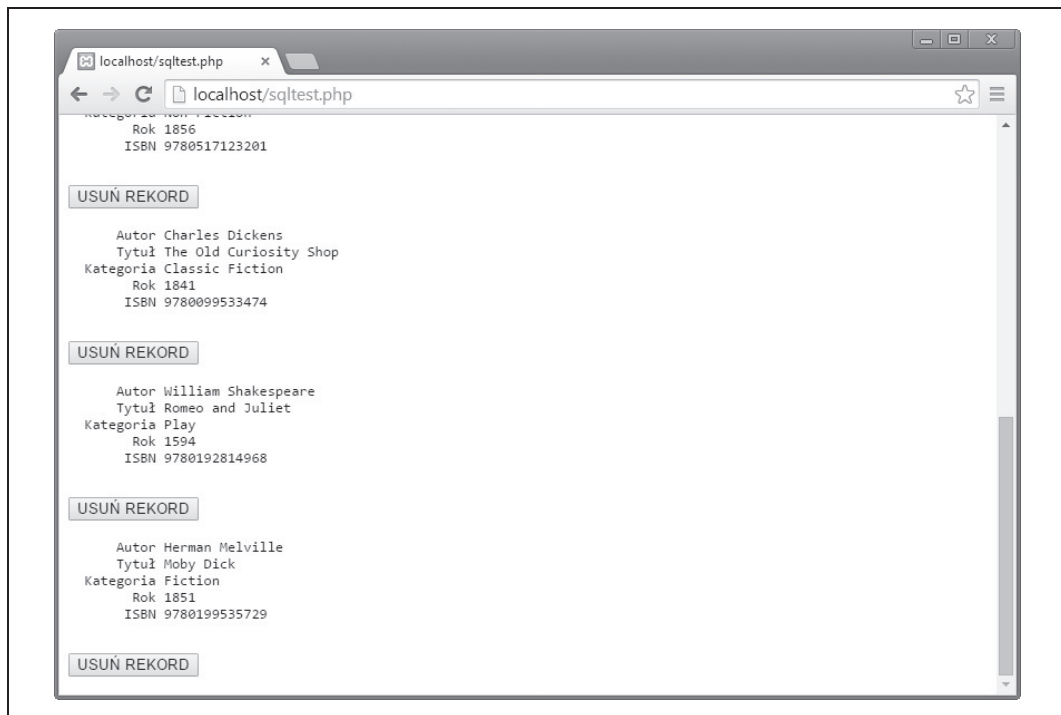 localhost/sqltest.php
localhost/sqltest.php
Kategoria Non Fiction
Rok 1856
ISBN 9780517123201
USUŃ REKORD
Autor Charles Dickens
Tytuł The Old Curiosity Shop
Kategoria Classic Fiction
Rok 1841
ISBN 9780099533474
USUŃ REKORD
Autor William Shakespeare
Tytuł Romeo and Juliet
Kategoria Play
Rok 1594
ISBN 9780192814968
USUŃ REKORD
Autor Herman Melville
Tytuł Moby Dick
Kategoria Fiction
Rok 1851
ISBN 9780199535729
USUŃ REKORD